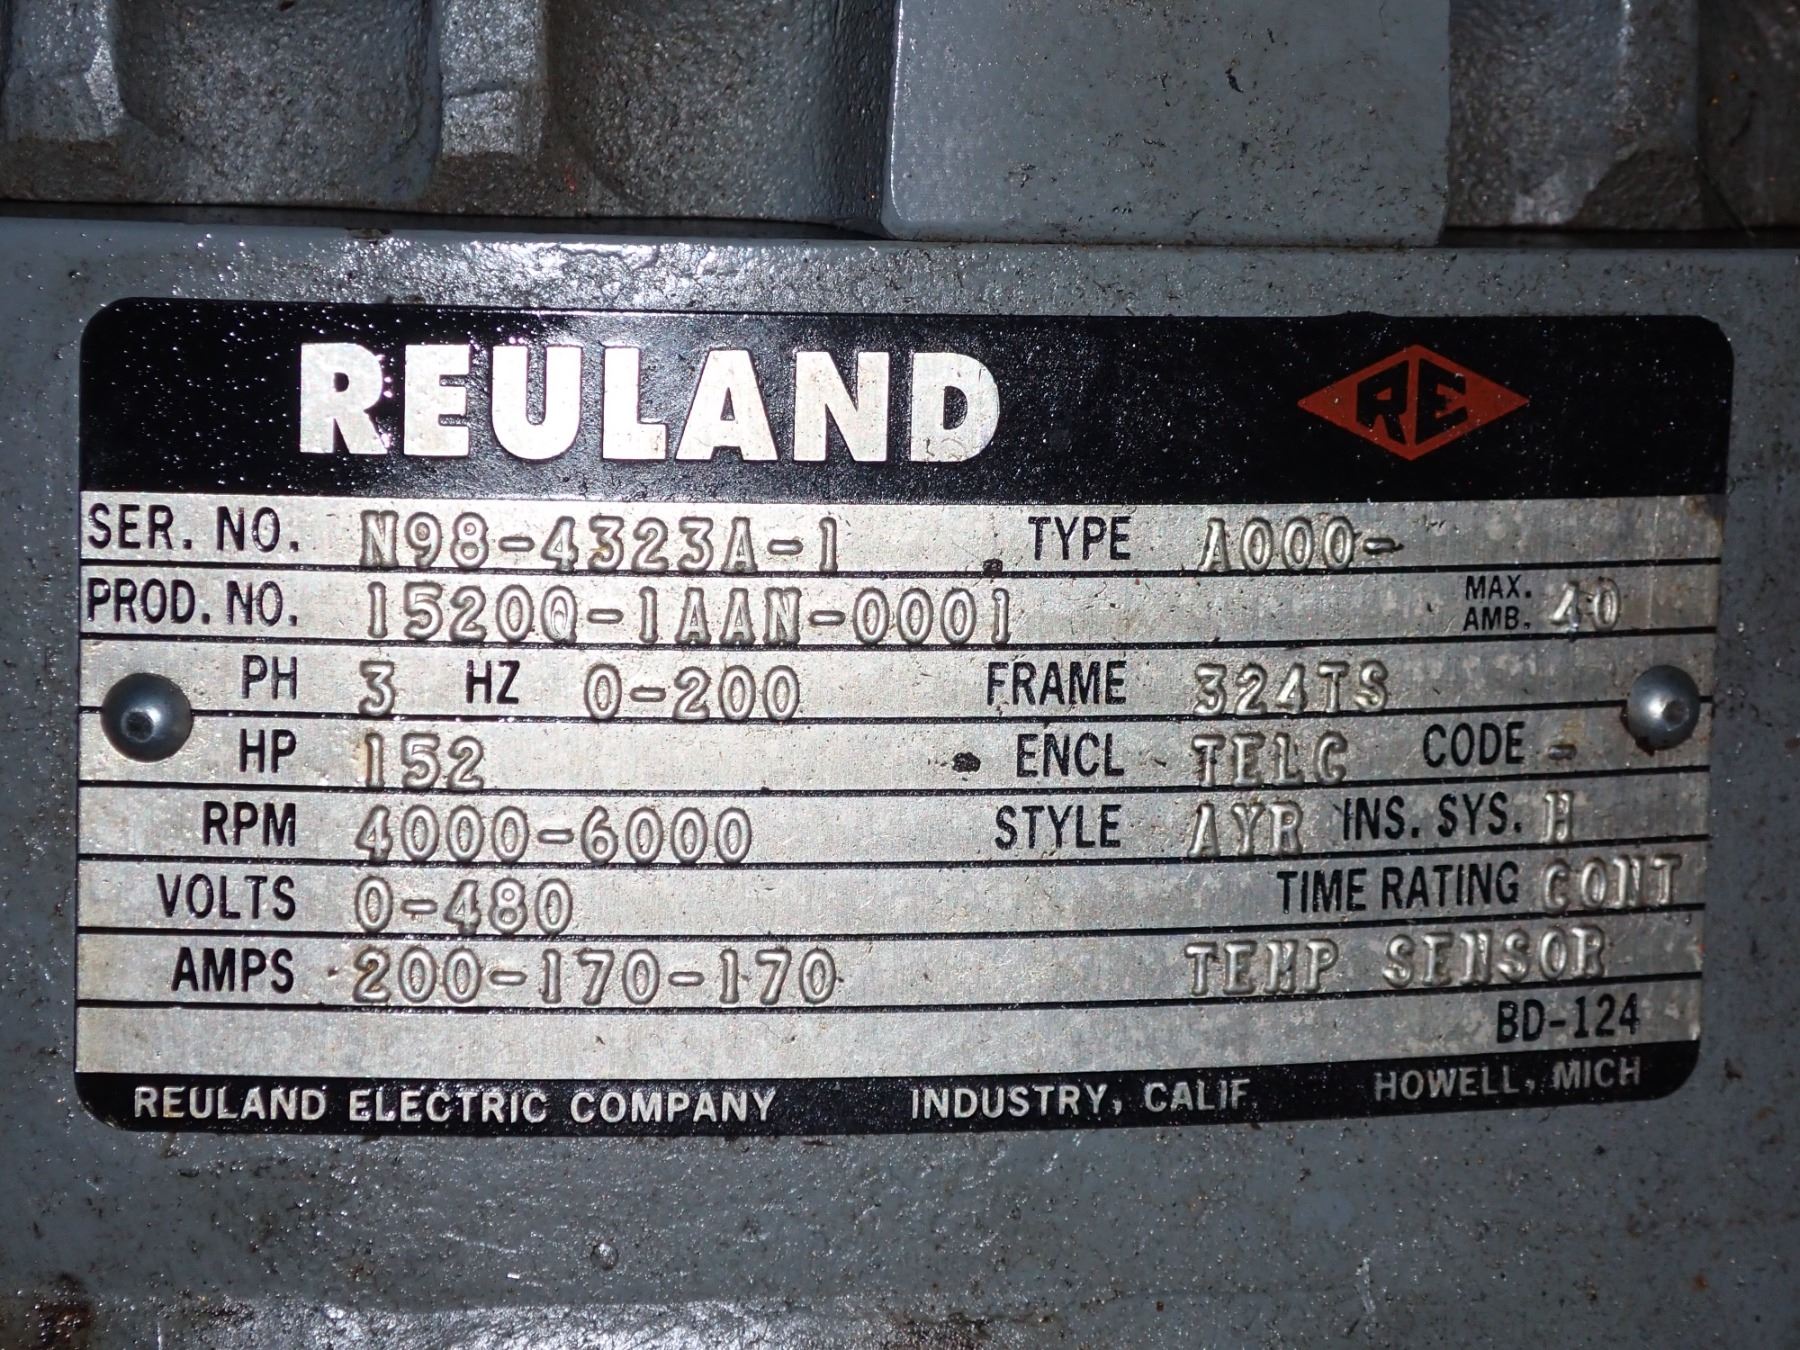 REULAND RE
SER. NO. N98-4323A-1 TYPE A000-
PROD. NO. 1520Q-1AAN-0001 MAX. AMB. 40
PH 3 HZ 0-200 FRAME 324TS
HP 152 ENCL TELC CODE -
RPM 4000-6000 STYLE AYR INS. SYS. H
VOLTS 0-480 TIME RATING CONT
AMPS 200-170-170 TEMP SENSOR
BD-124
REULAND ELECTRIC COMPANY INDUSTRY, CALIF. HOWELL, MICH